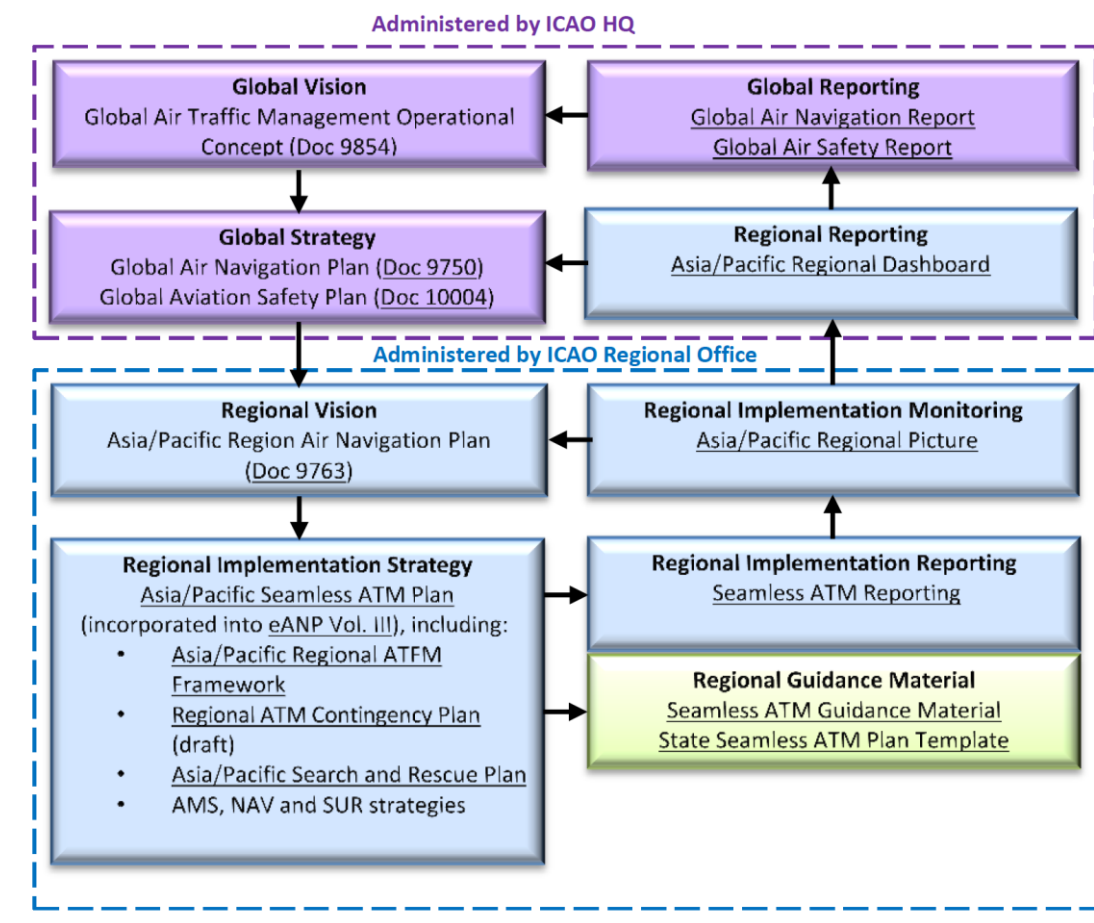 Administered by ICAO HQ
Global Vision
Global Air Traffic Management Operational
Concept (Doc 9854)
Global Reporting
Global Air Navigation Report
Global Air Safety Report
Global Strategy
Global Air Navigation Plan (Doc 9750)
Global Aviation Safety Plan (Doc 10004)
Regional Reporting
Asia/Pacific Regional Dashboard
Administered by ICAO Regional Office
Regional Vision
Asia/Pacific Region Air Navigation Plan
(Doc 9763)
Regional Implementation Monitoring
Asia/Pacific Regional Picture
Regional Implementation Strategy
Asia/Pacific Seamless ATM Plan
(incorporated into eANP Vol. III), including:
• Asia/Pacific Regional ATFM
Framework
• Regional ATM Contingency Plan
(draft)
• Asia/Pacific Search and Rescue Plan
• AMS, NAV and SUR strategies
Regional Implementation Reporting
Seamless ATM Reporting
Regional Guidance Material
Seamless ATM Guidance Material
State Seamless ATM Plan Template